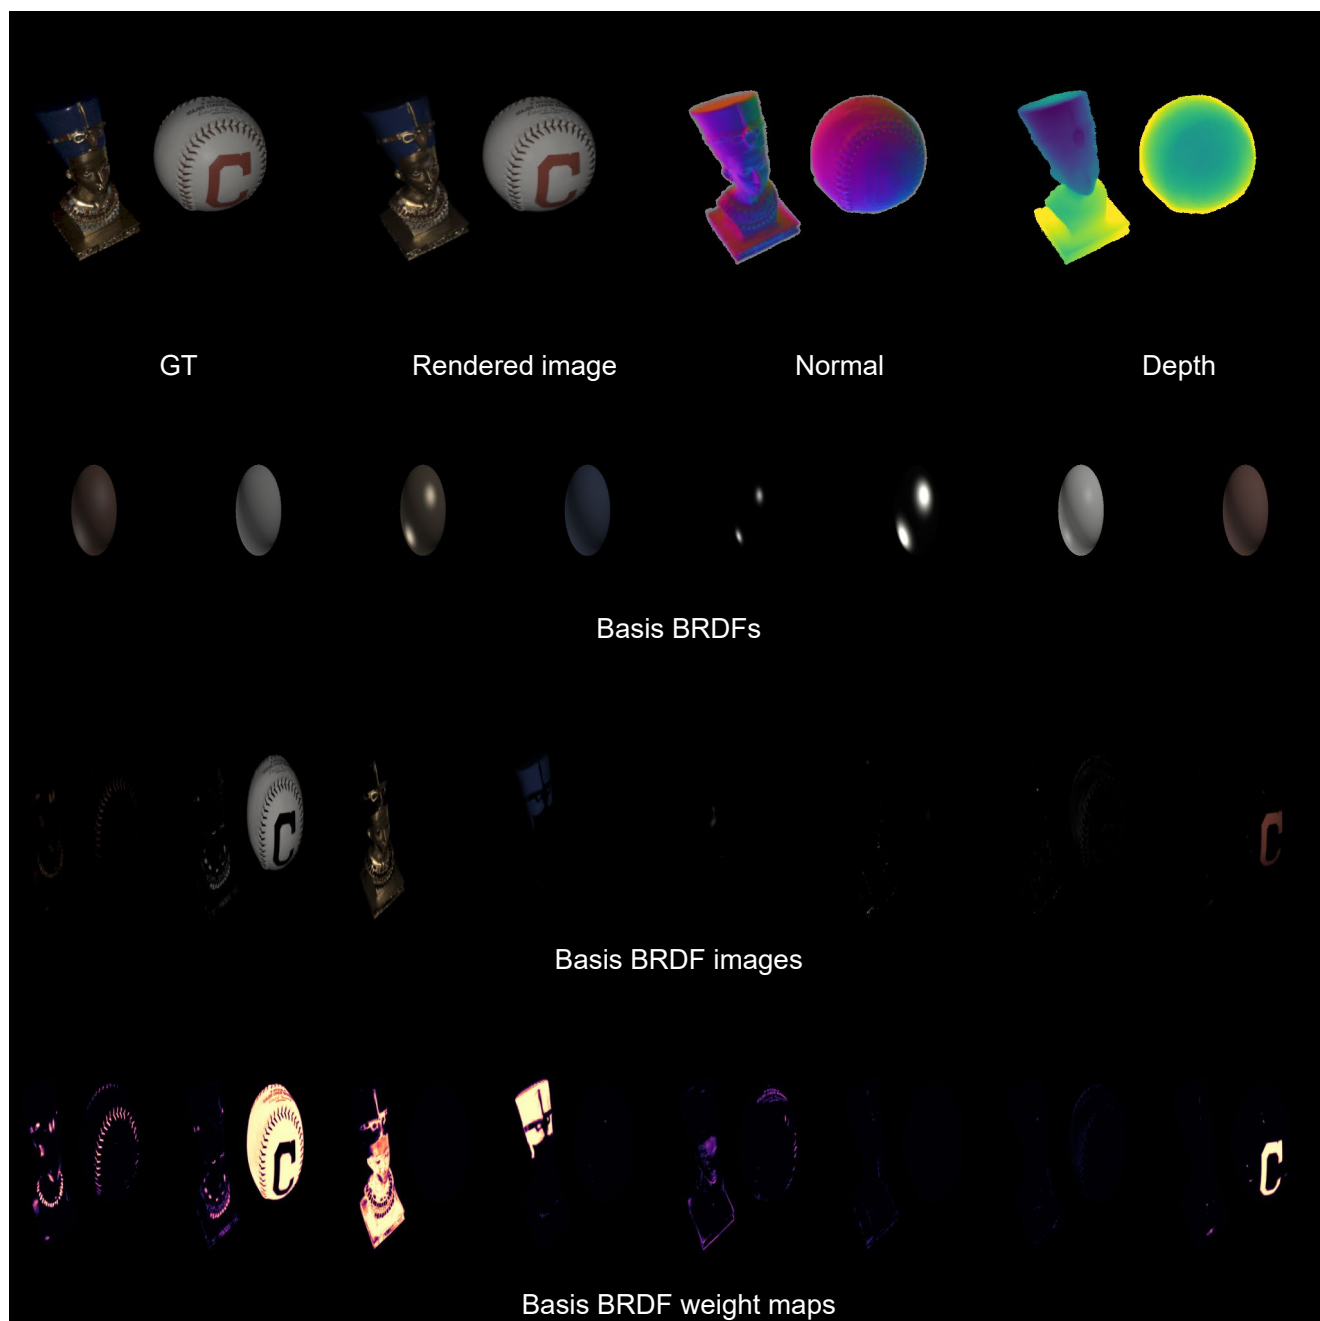 C
C
GT
Rendered image
Normal
Depth
Basis BRDFs
C
C
Basis BRDF images
C
C
Basis BRDF weight maps